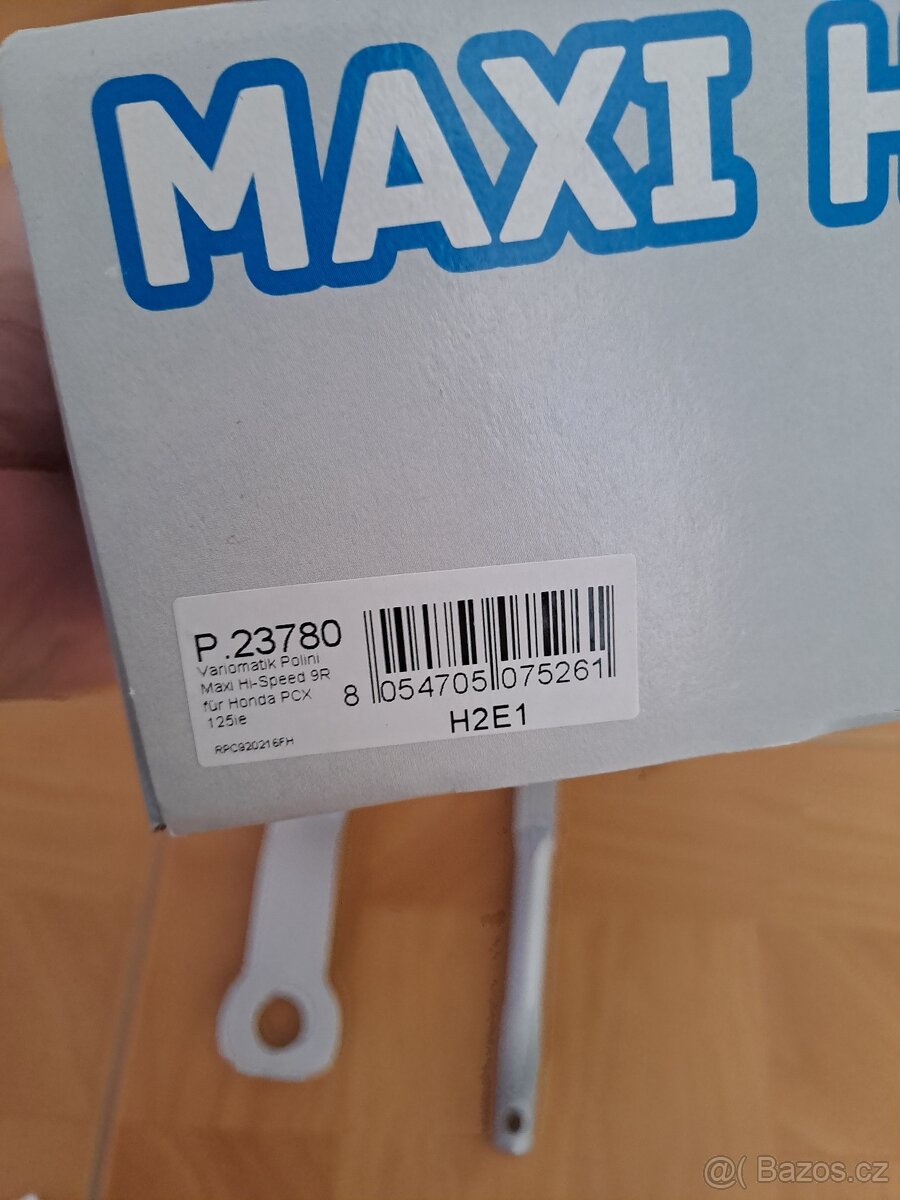 MAXI H
P.23780
Variomatik Polini
Maxi Hi-Speed 9R
für Honda PCX
125ie
RPC920216FH
8 054705 075261
H2E1
@( Bazos.cz